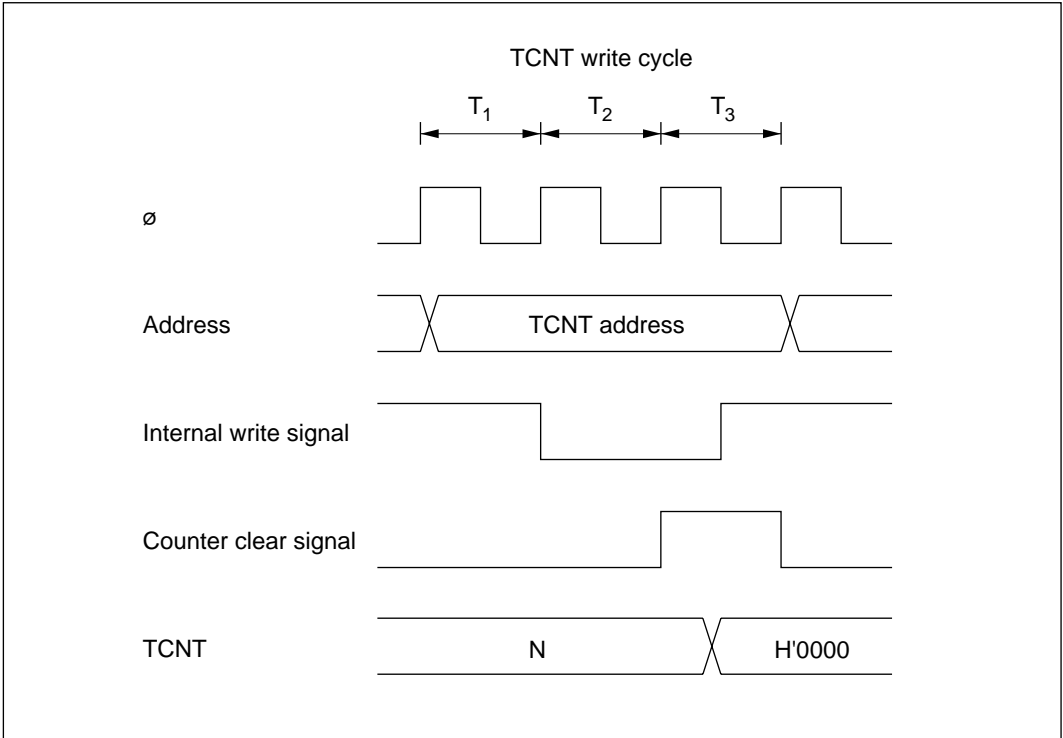 TCNT write cycle
T1 T2 T3
ø
Address TCNT address
Internal write signal
Counter clear signal
TCNT N H'0000